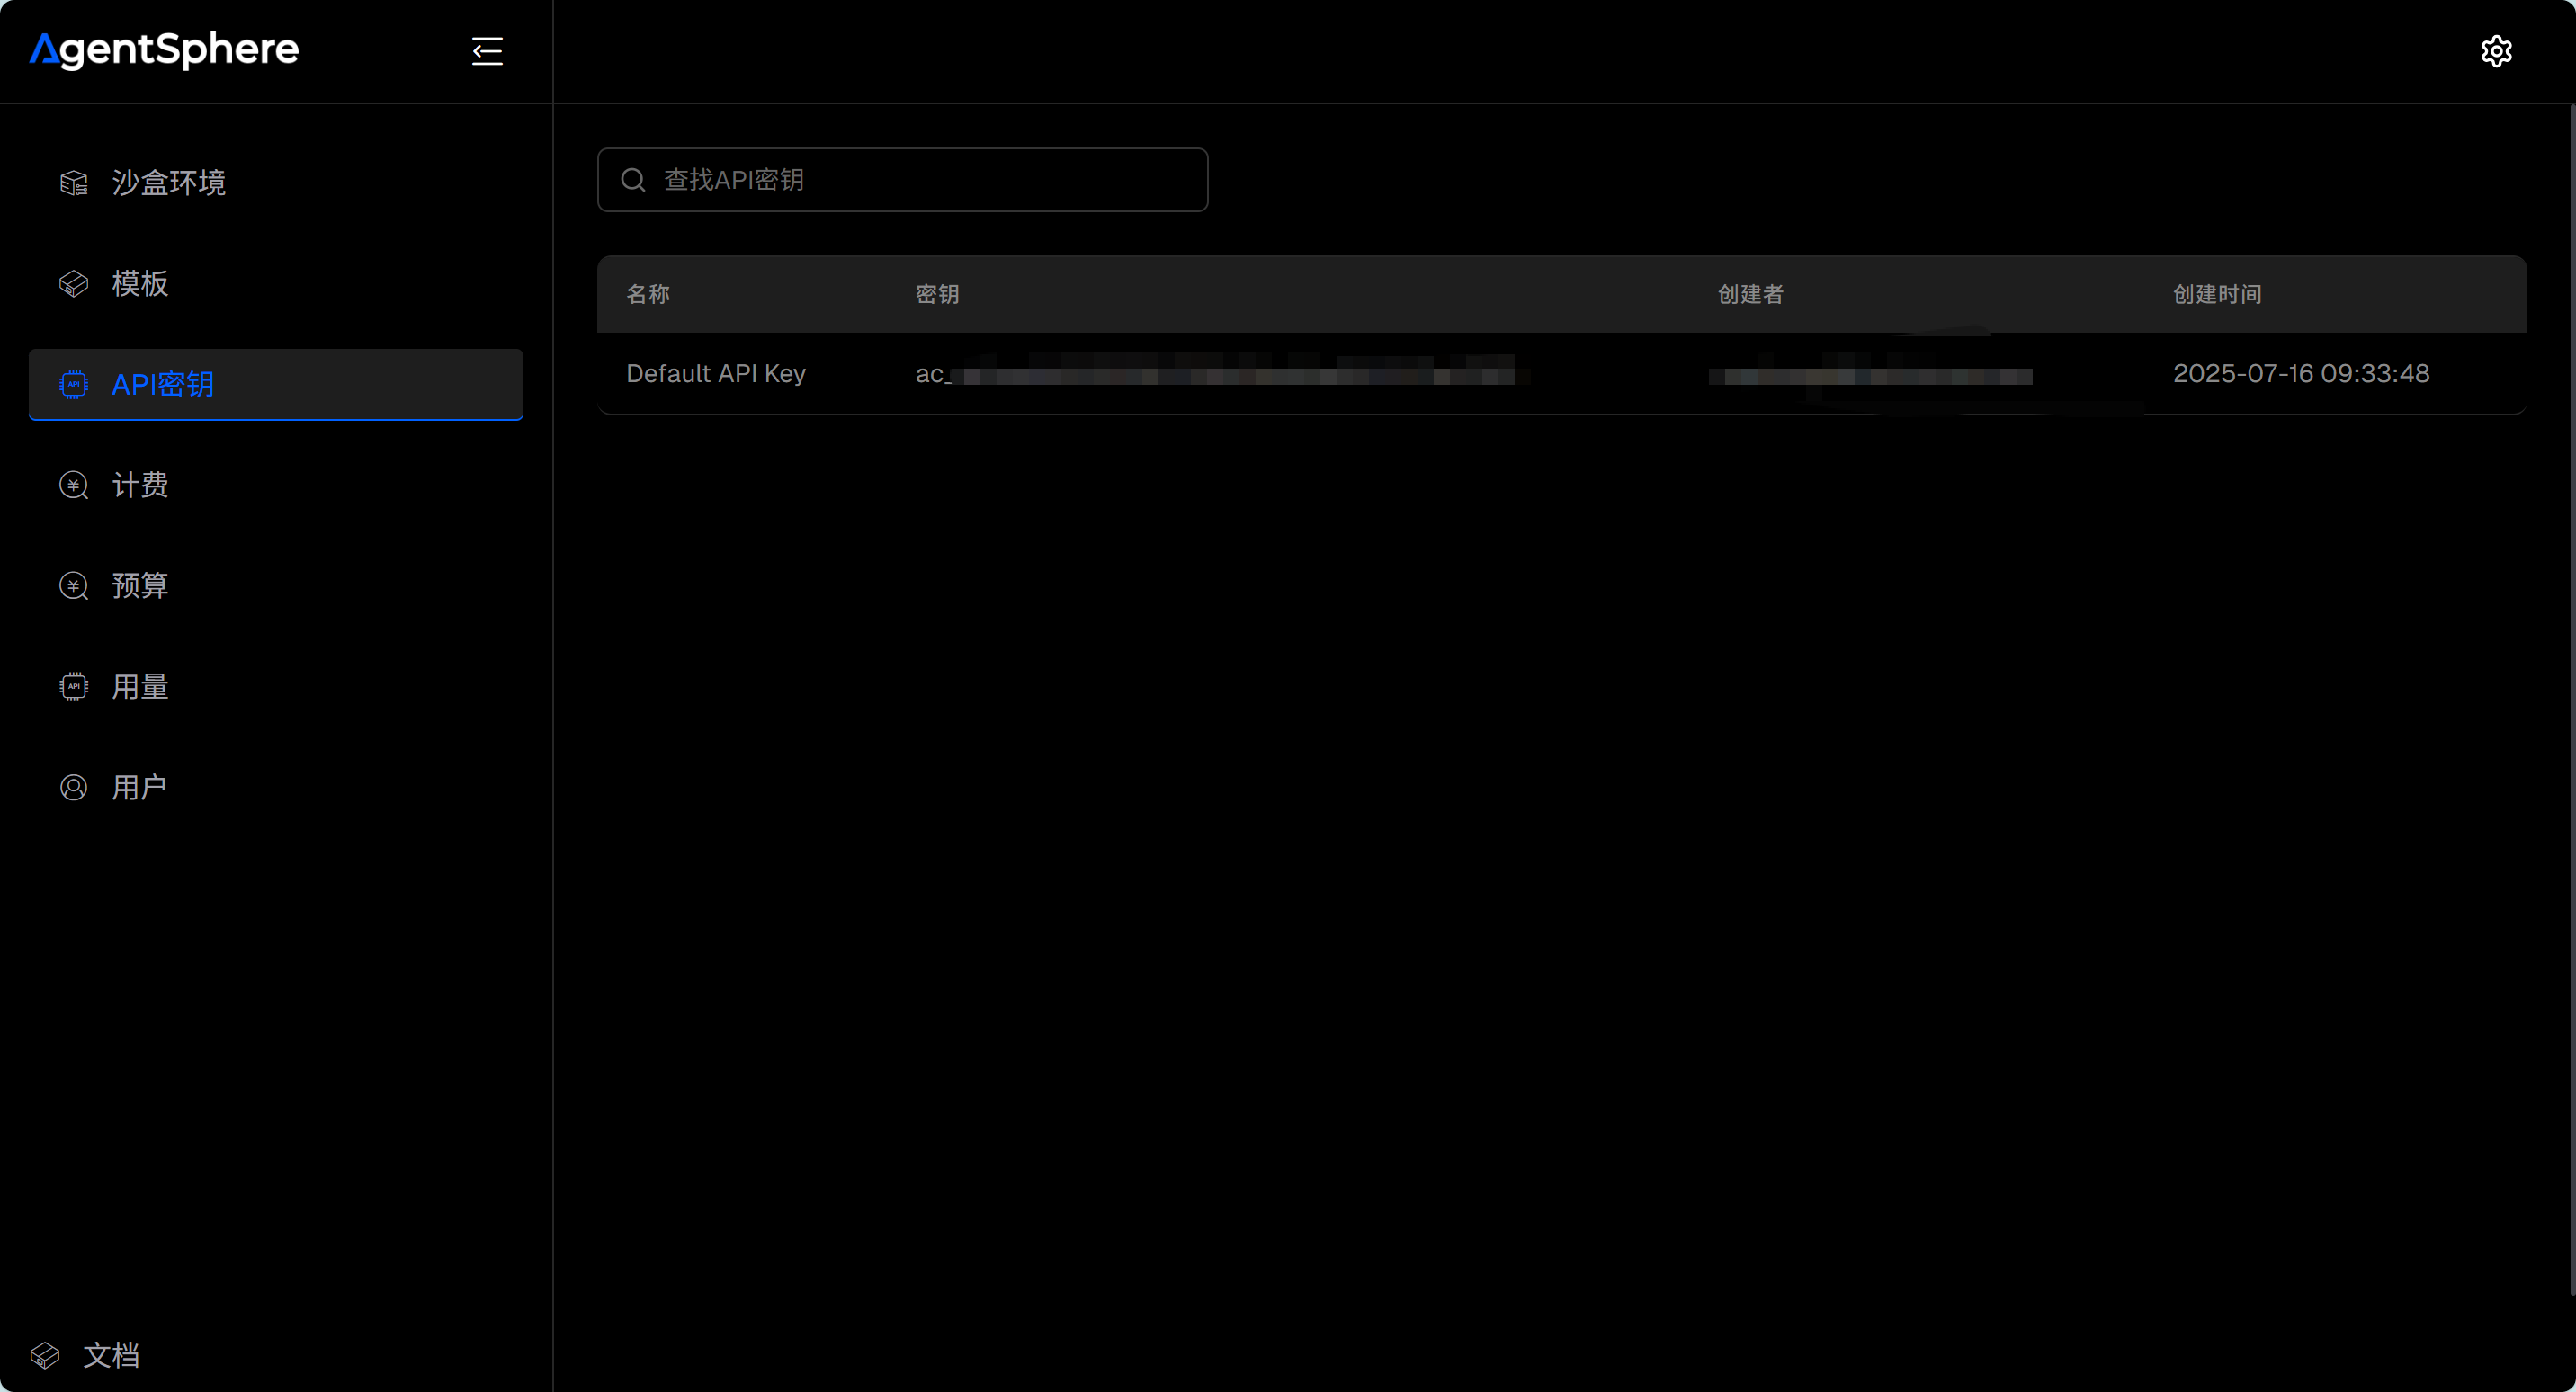 AgentSphere
沙盒环境
模板
API密钥
计费
预算
用量
用户
文档
查找API密钥
名称 密钥 创建者 创建时间
Default API Key ac_ 2025-07-16 09:33:48